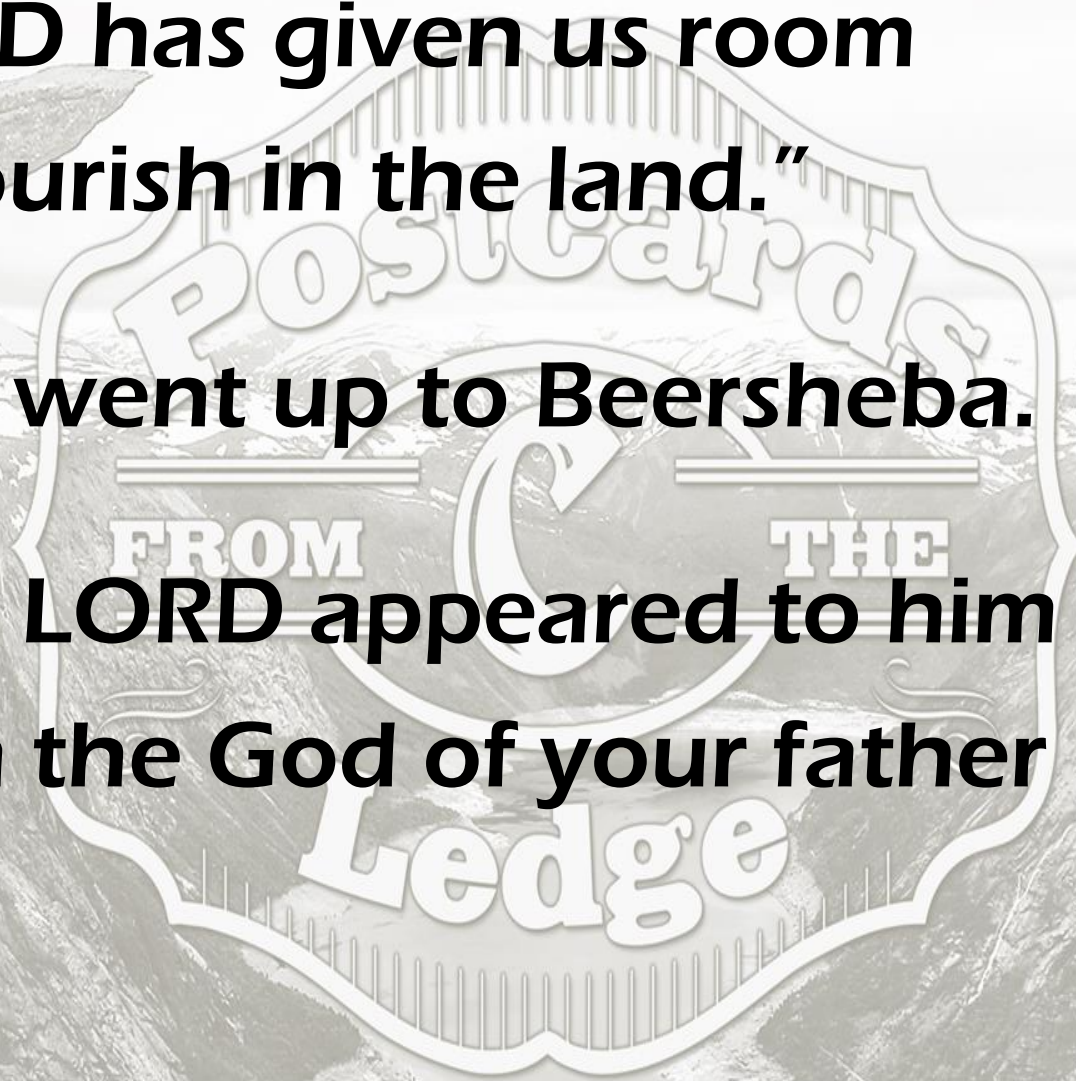 D has given us room
ourish in the land.”
Postcards
went up to Beersheba.
C
FROM THE
LORD appeared to him
the God of your father
Ledge